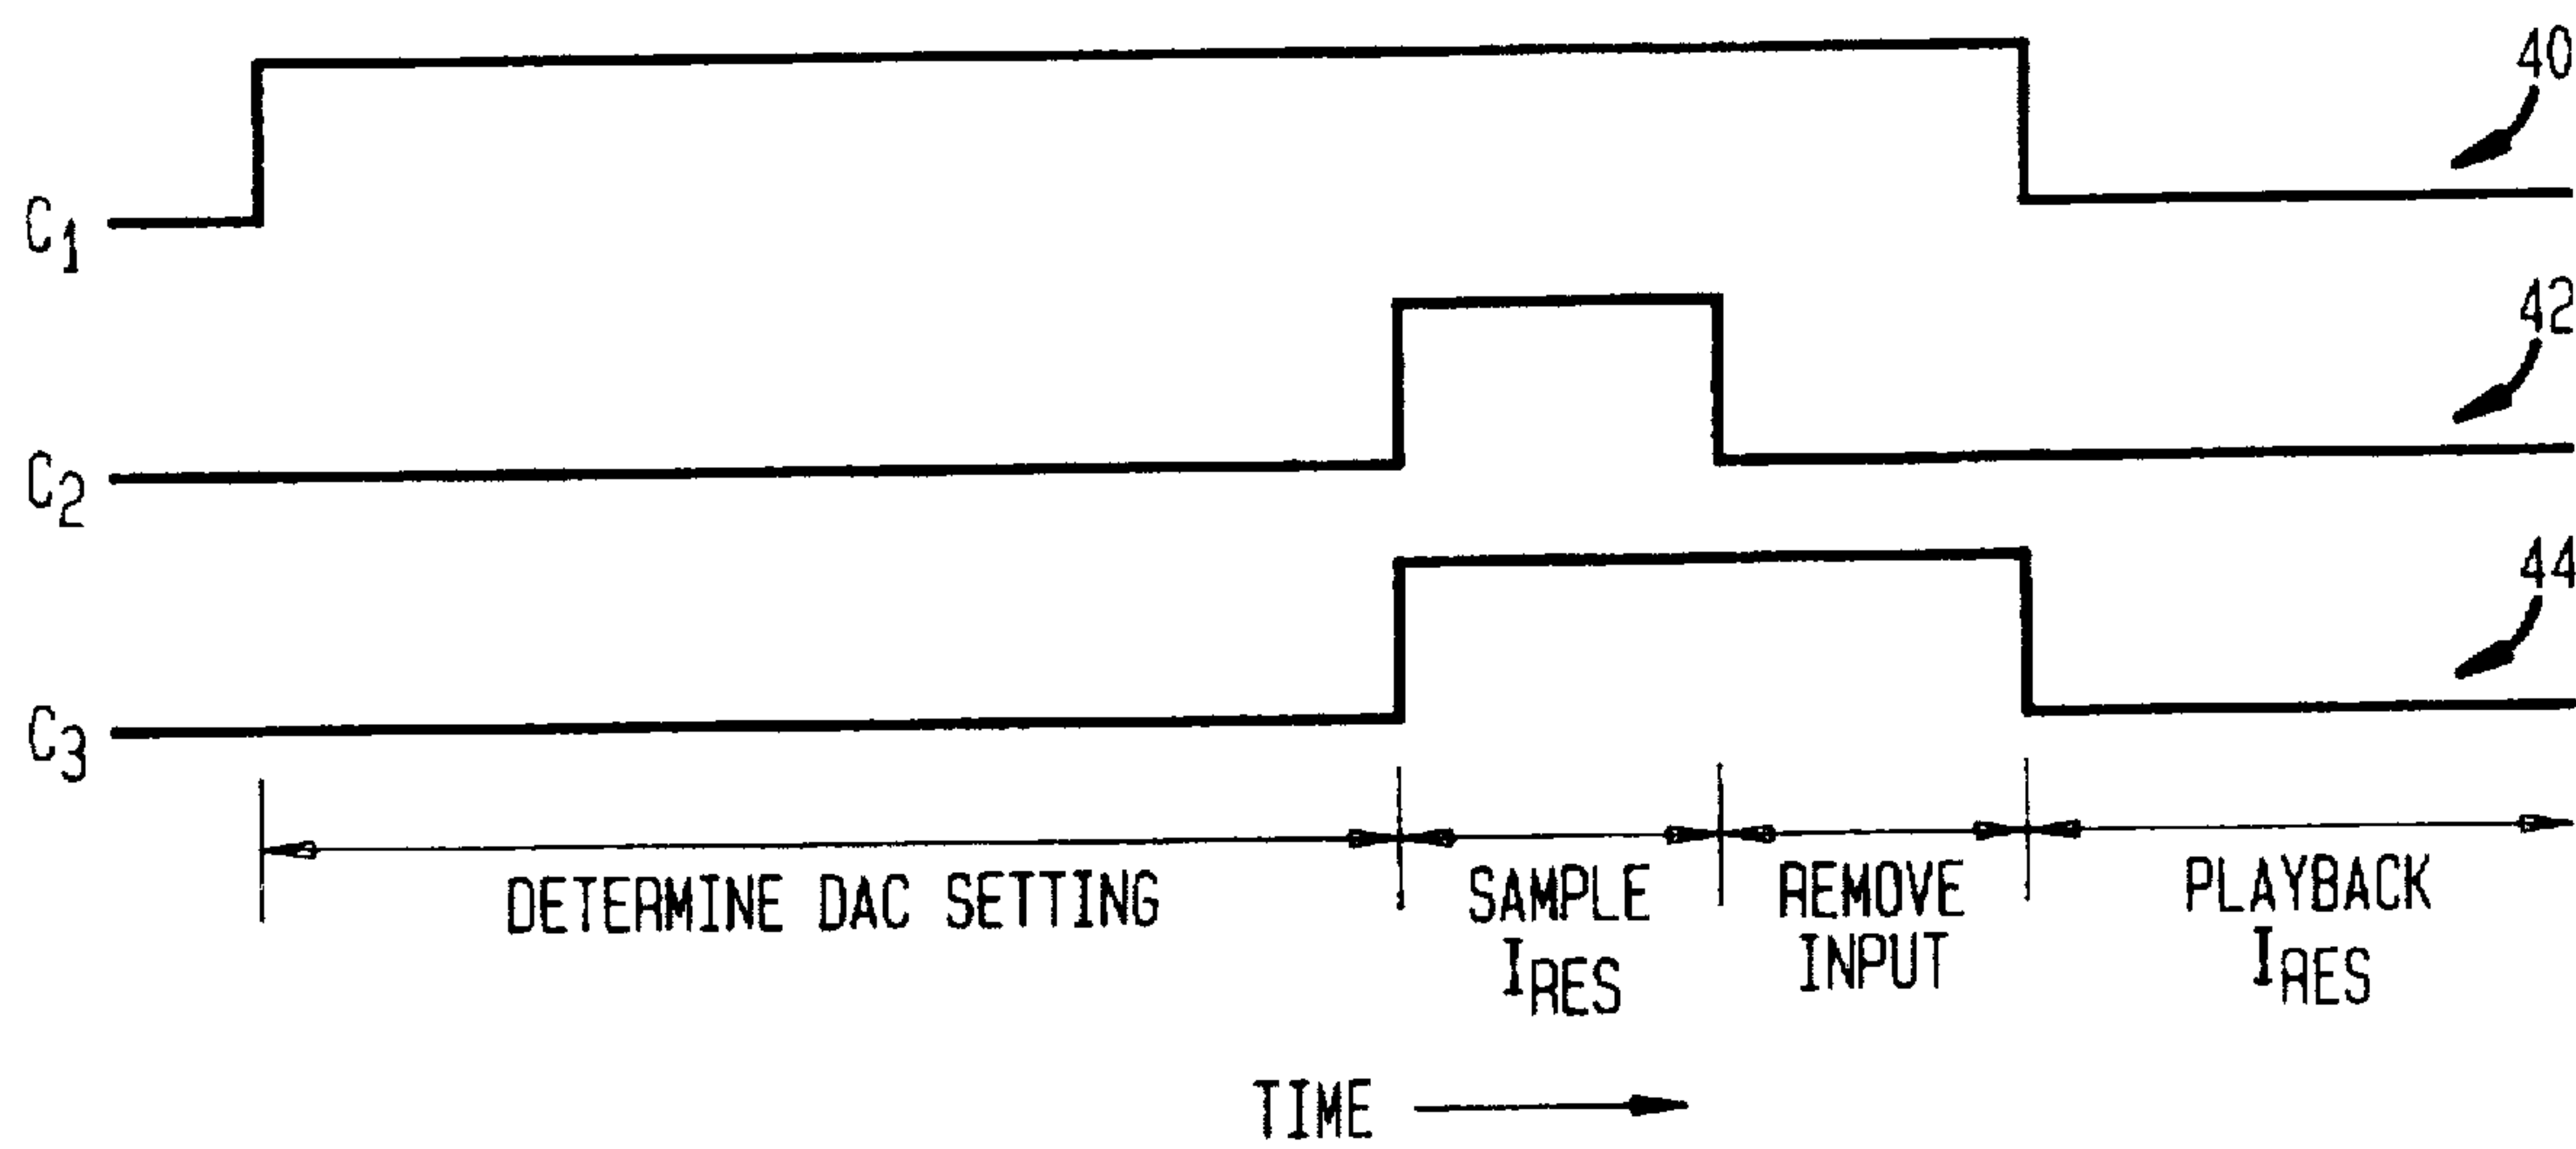 40
C1
42
C2
44
C3
DETERMINE DAC SETTING
SAMPLE
IRES
REMOVE
INPUT
PLAYBACK
IRES
TIME